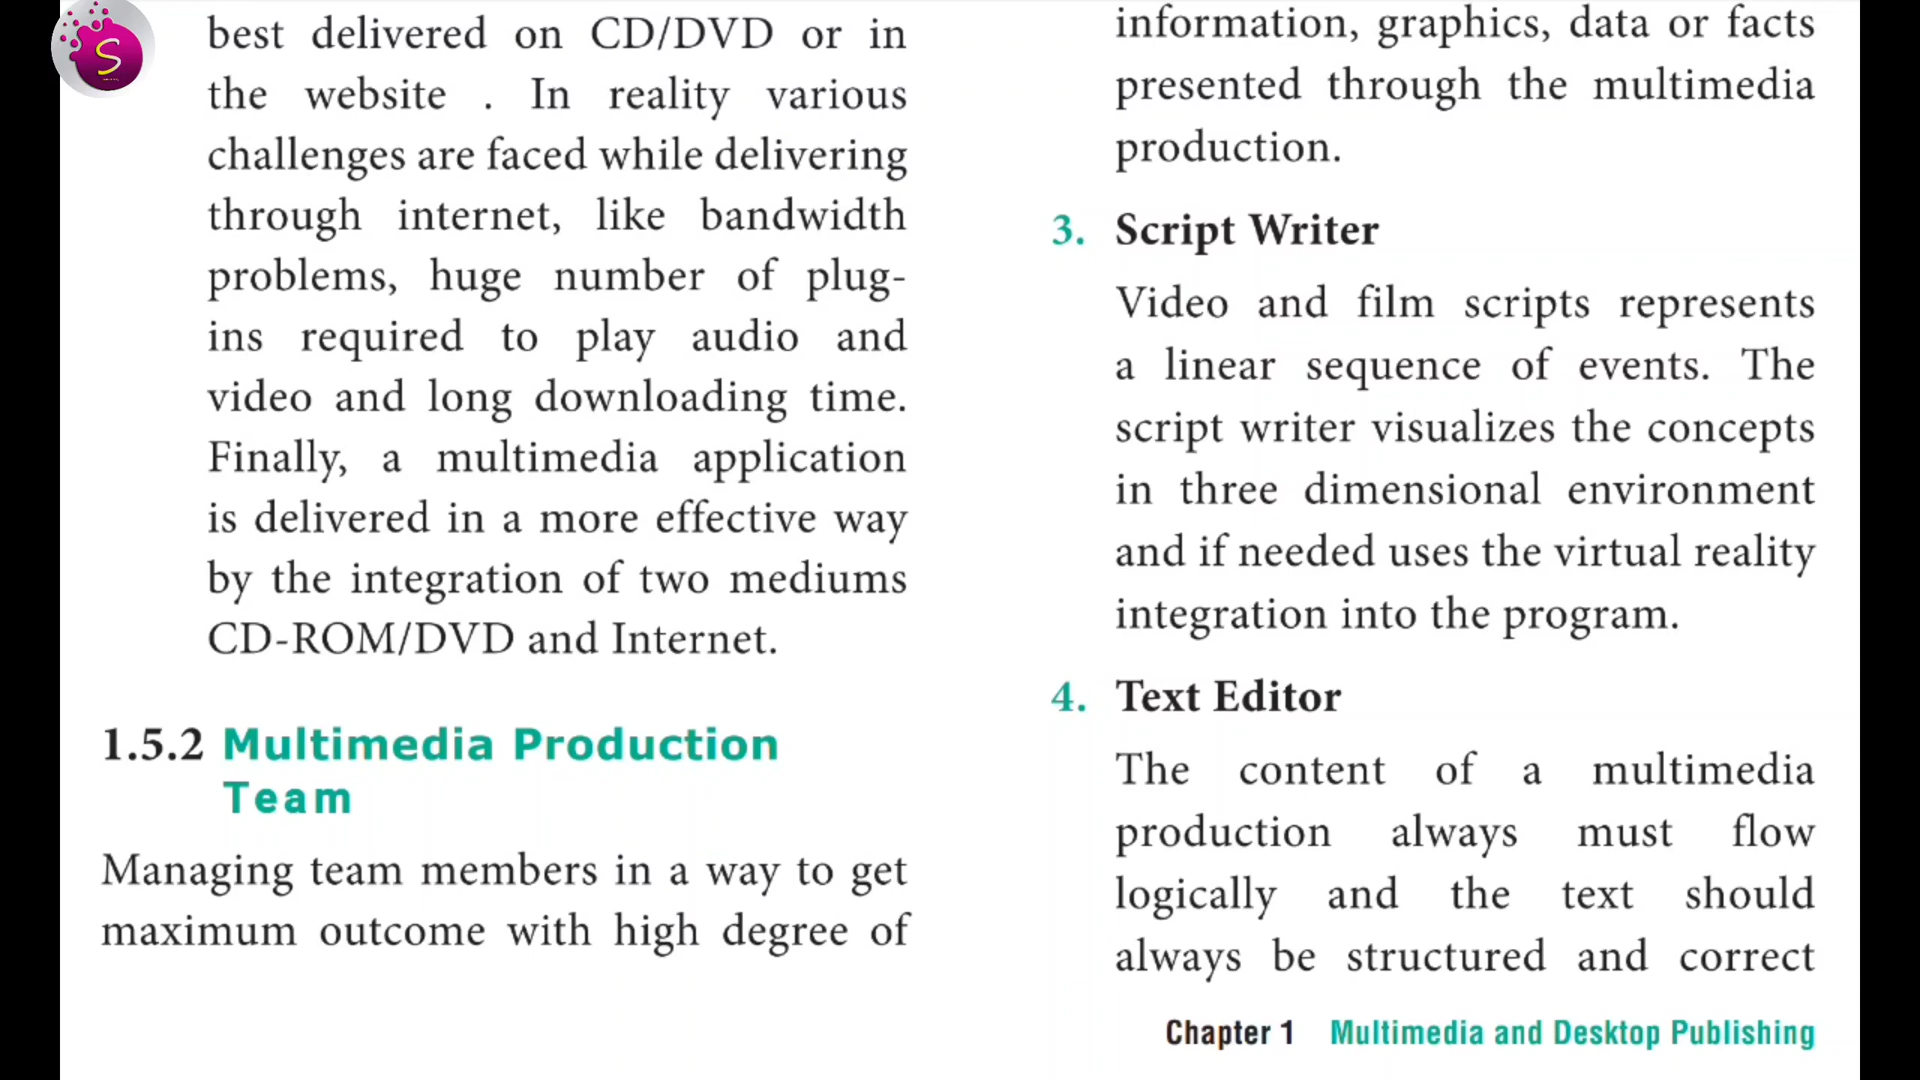 S
best delivered on CD/DVD or in
the website . In reality various
challenges are faced while delivering
through internet, like bandwidth
problems, huge number of plug-
ins required to play audio and
video and long downloading time.
Finally, a multimedia application
is delivered in a more effective way
by the integration of two mediums
CD-ROM/DVD and Internet.
1.5.2 Multimedia Production
Team
Managing team members in a way to get
maximum outcome with high degree of
information, graphics, data or facts
presented through the multimedia
production.
3. Script Writer
Video and film scripts represents
a linear sequence of events. The
script writer visualizes the concepts
in three dimensional environment
and if needed uses the virtual reality
integration into the program.
4. Text Editor
The content of a multimedia
production always must flow
logically and the text should
always be structured and correct
Chapter 1 Multimedia and Desktop Publishing